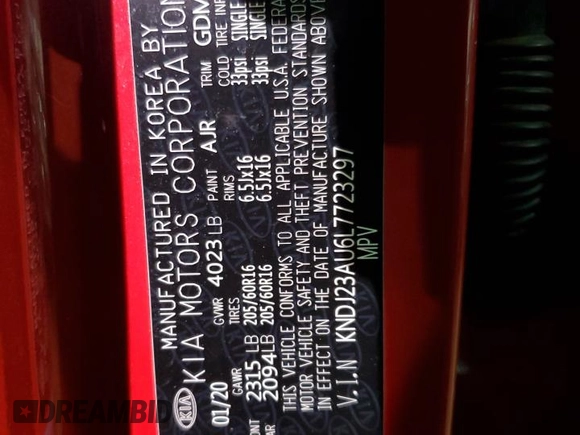 MANUFACTURED IN KOREA BY
KIA KIA MOTORS CORPORATION
01/20 GVWR 4023 LB PAINT AJR TRIM GDM
GAWR TIRES RIMS COLD TIRE INF
2315 LB 205/60R16 6.5Jx16 33psi SINGLE
2094LB 205/60R16 6.5Jx16 33psi SINGLE
THIS VEHICLE CONFORMS TO ALL APPLICABLE U.S.A. FEDERA
MOTOR VEHICLE SAFETY AND THEFT PREVENTION STANDARDS
IN EFFECT ON THE DATE OF MANUFACTURE SHOWN ABOVE
V.I.N KNDJ23AU6L7723297
MPV
DREAMBID